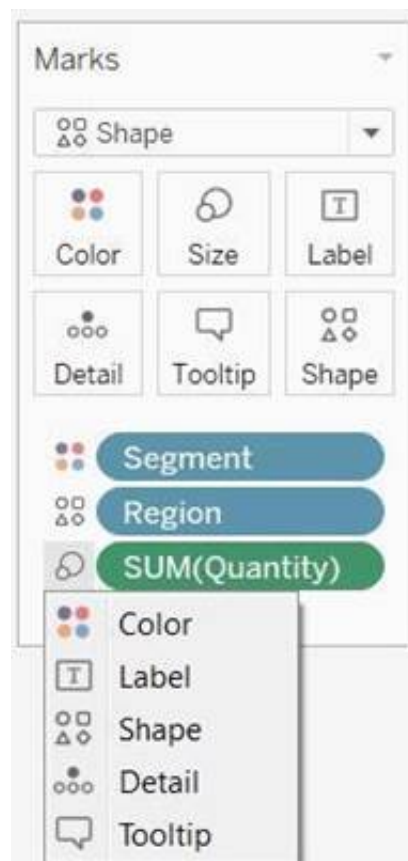 Marks
Shape
Color Size Label
Detail Tooltip Shape
Segment
Region
SUM(Quantity)
Color
Label
Shape
Detail
Tooltip